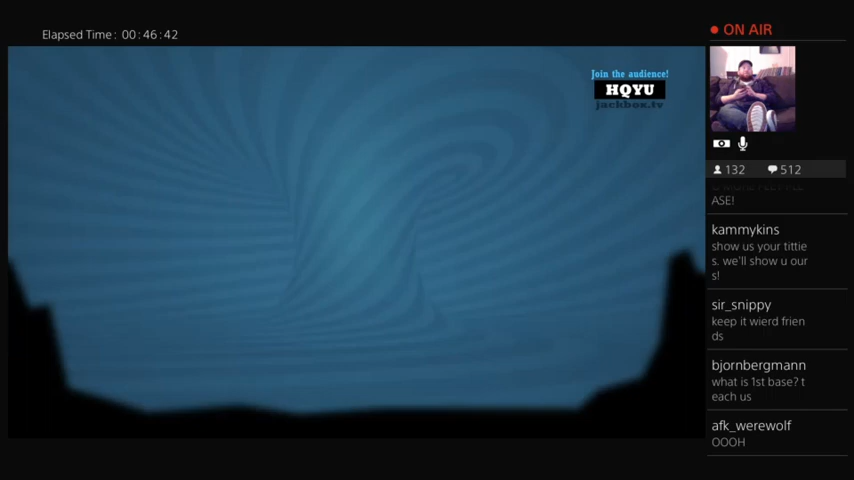 Elapsed Time: 00:46:42
ON AIR
Join the audience!
HQYU
jackbox.tv
132 512
ASE!
kammykins
show us your tittie
s. we'll show u our
s!
sir_snippy
keep it wierd frien
ds
bjornbergmann
what is 1st base? t
each us
afk_werewolf
OOOH